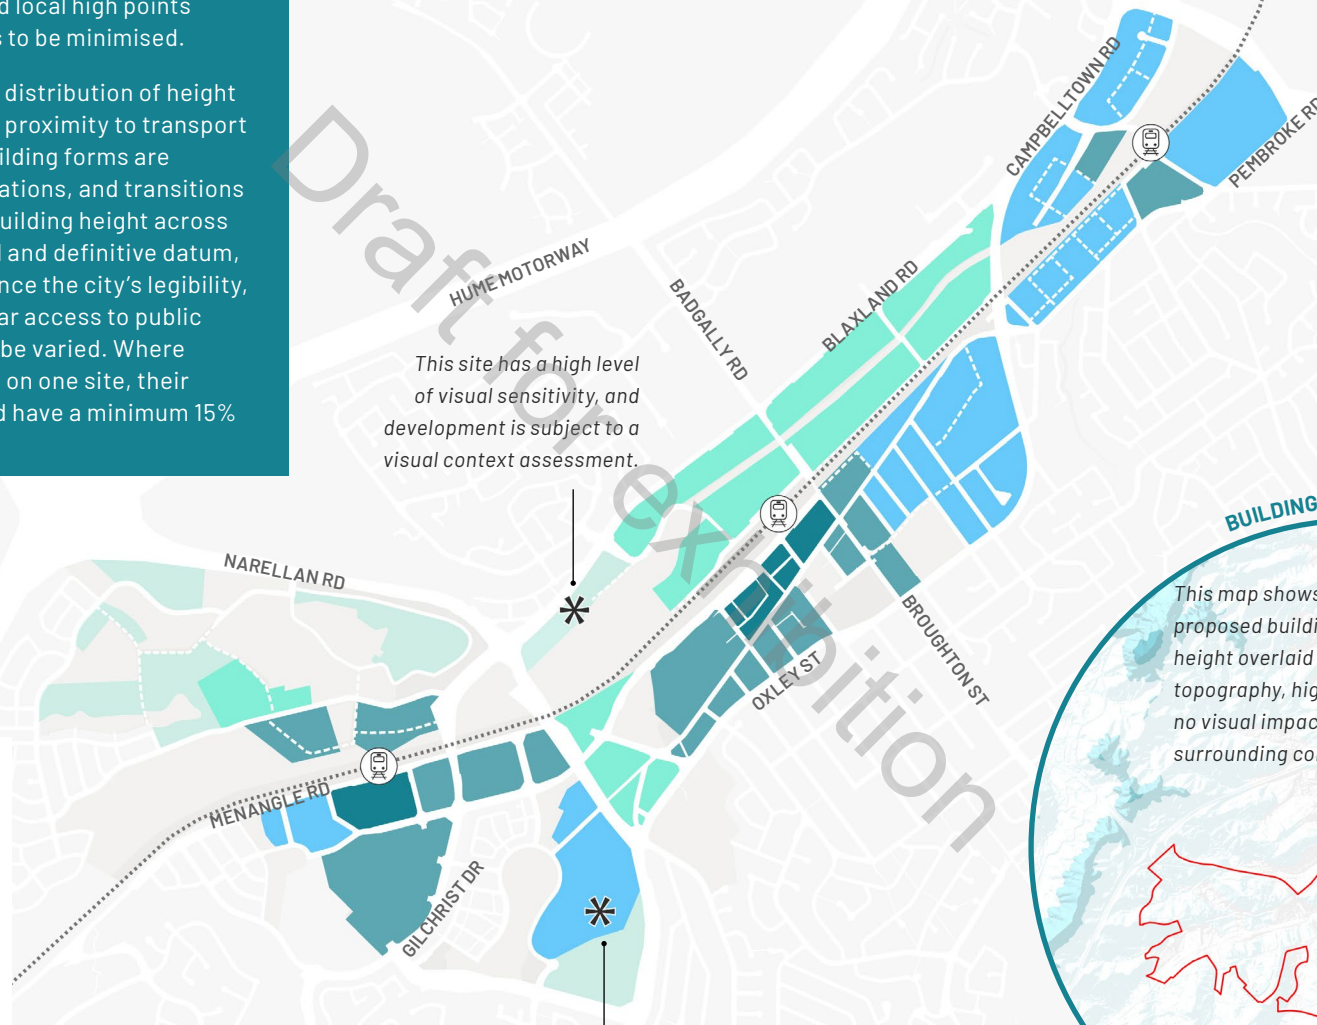 d local high points
s to be minimised.
distribution of height
proximity to transport
ilding forms are
ations, and transitions
uilding height across
l and definitive datum,
nce the city's legibility,
ar access to public
be varied. Where
on one site, their
d have a minimum 15%
CAMPBELLTOWN RD
PEMBROKE RD
HUME MOTORWAY
BADGALLY RD
BLAXLAND RD
This site has a high level
of visual sensitivity, and
development is subject to a
visual context assessment.
Draft for exhibition
NARELLAN RD
BUILDING
This map shows
proposed buildi
height overlaid
topography, hig
no visual impac
surrounding co
BROUGHTON ST
OXLEY ST
MENANGLE RD
GILCHRIST DR